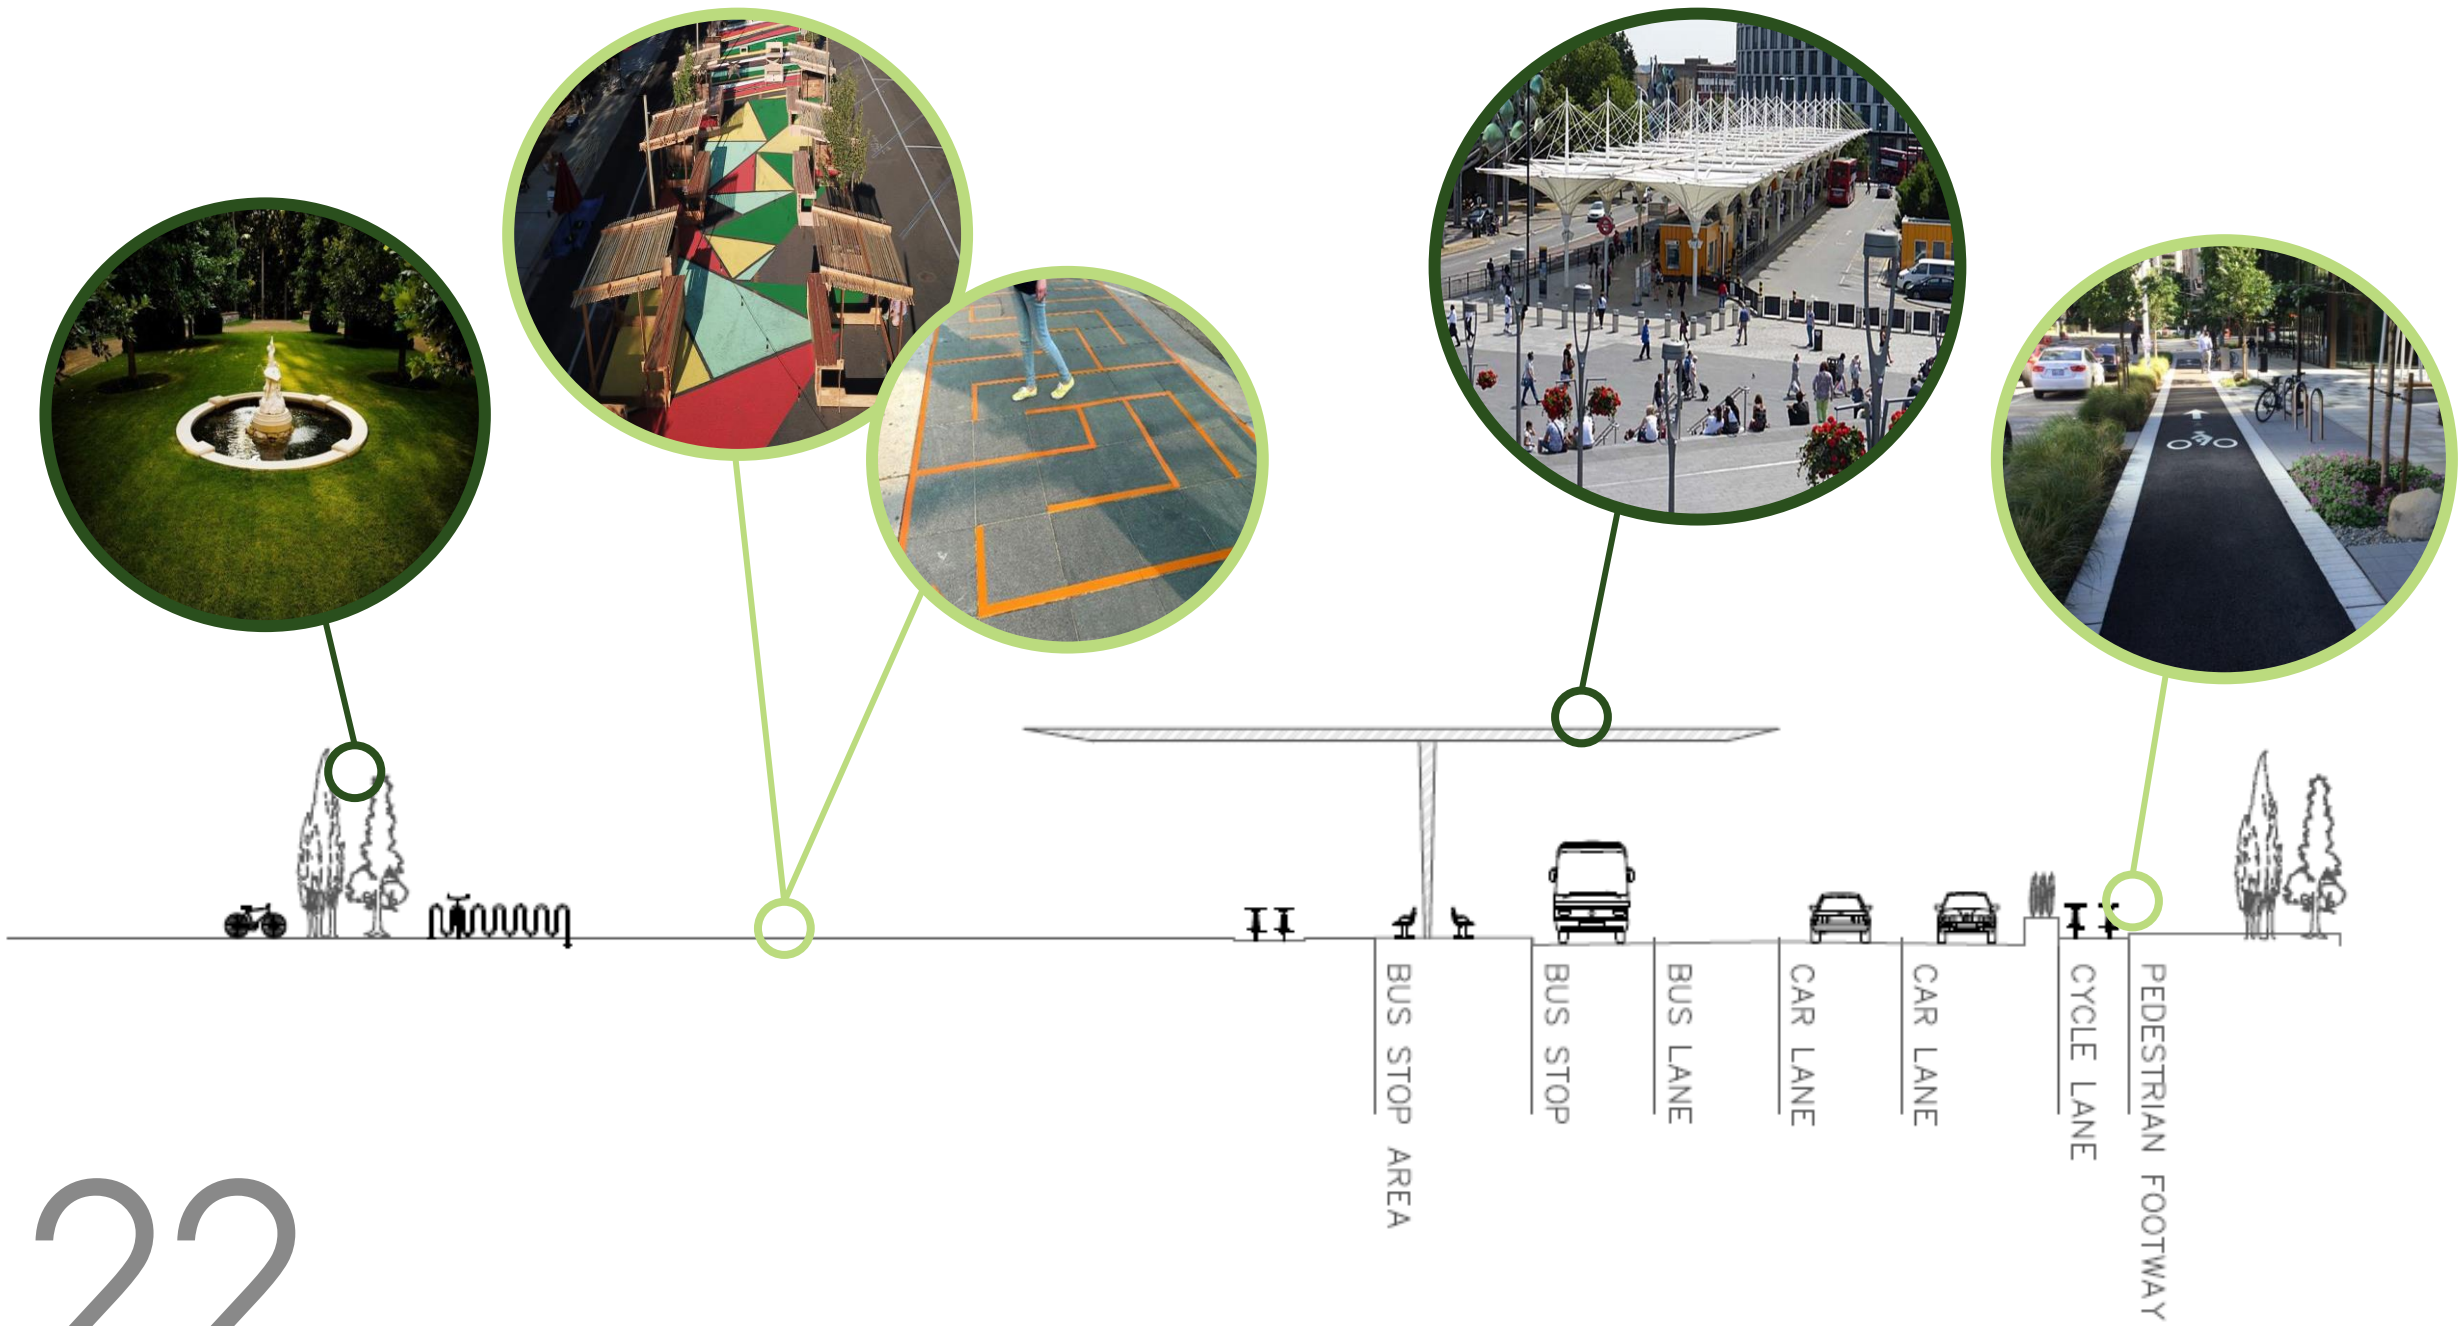 BUS STOP AREA
BUS STOP
BUS LANE
CAR LANE
CAR LANE
CYCLE LANE
PEDESTRIAN FOOTWAY
22